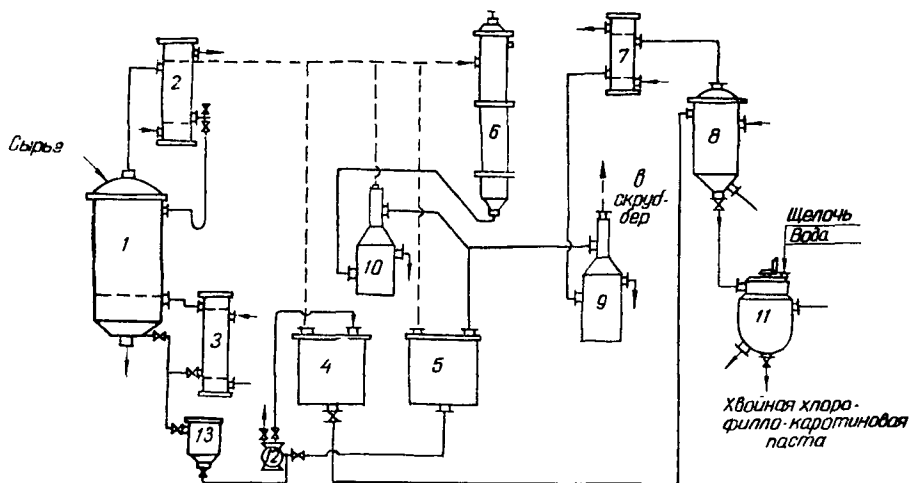 Сырье
1
2
3
4
5
6
7
8
9
10
11
12
13
в
скруб-
бер
Щелочь
Вода
Хвойная хлоро-
филло-каротиновая
паста